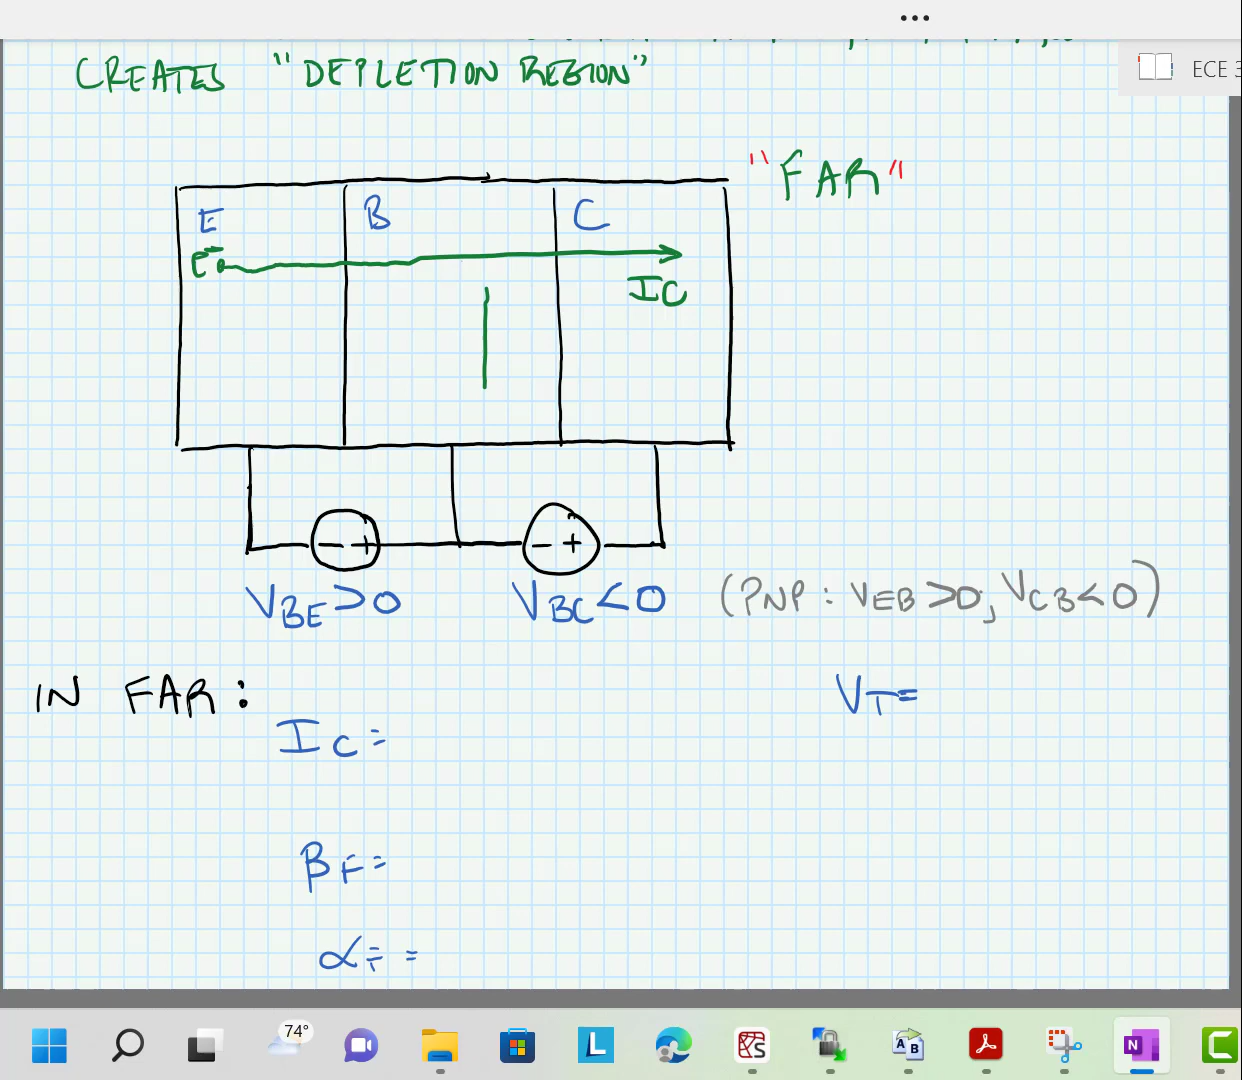 CREATES "DEPLETION REGION"
ECE 3
"FAR"
E B C
E-
IC
- + - +
VBE>0 VBC<0 (PNP: VEB>0, VCB<0)
IN FAR:
VT=
IC=
βF=
αF=
74°